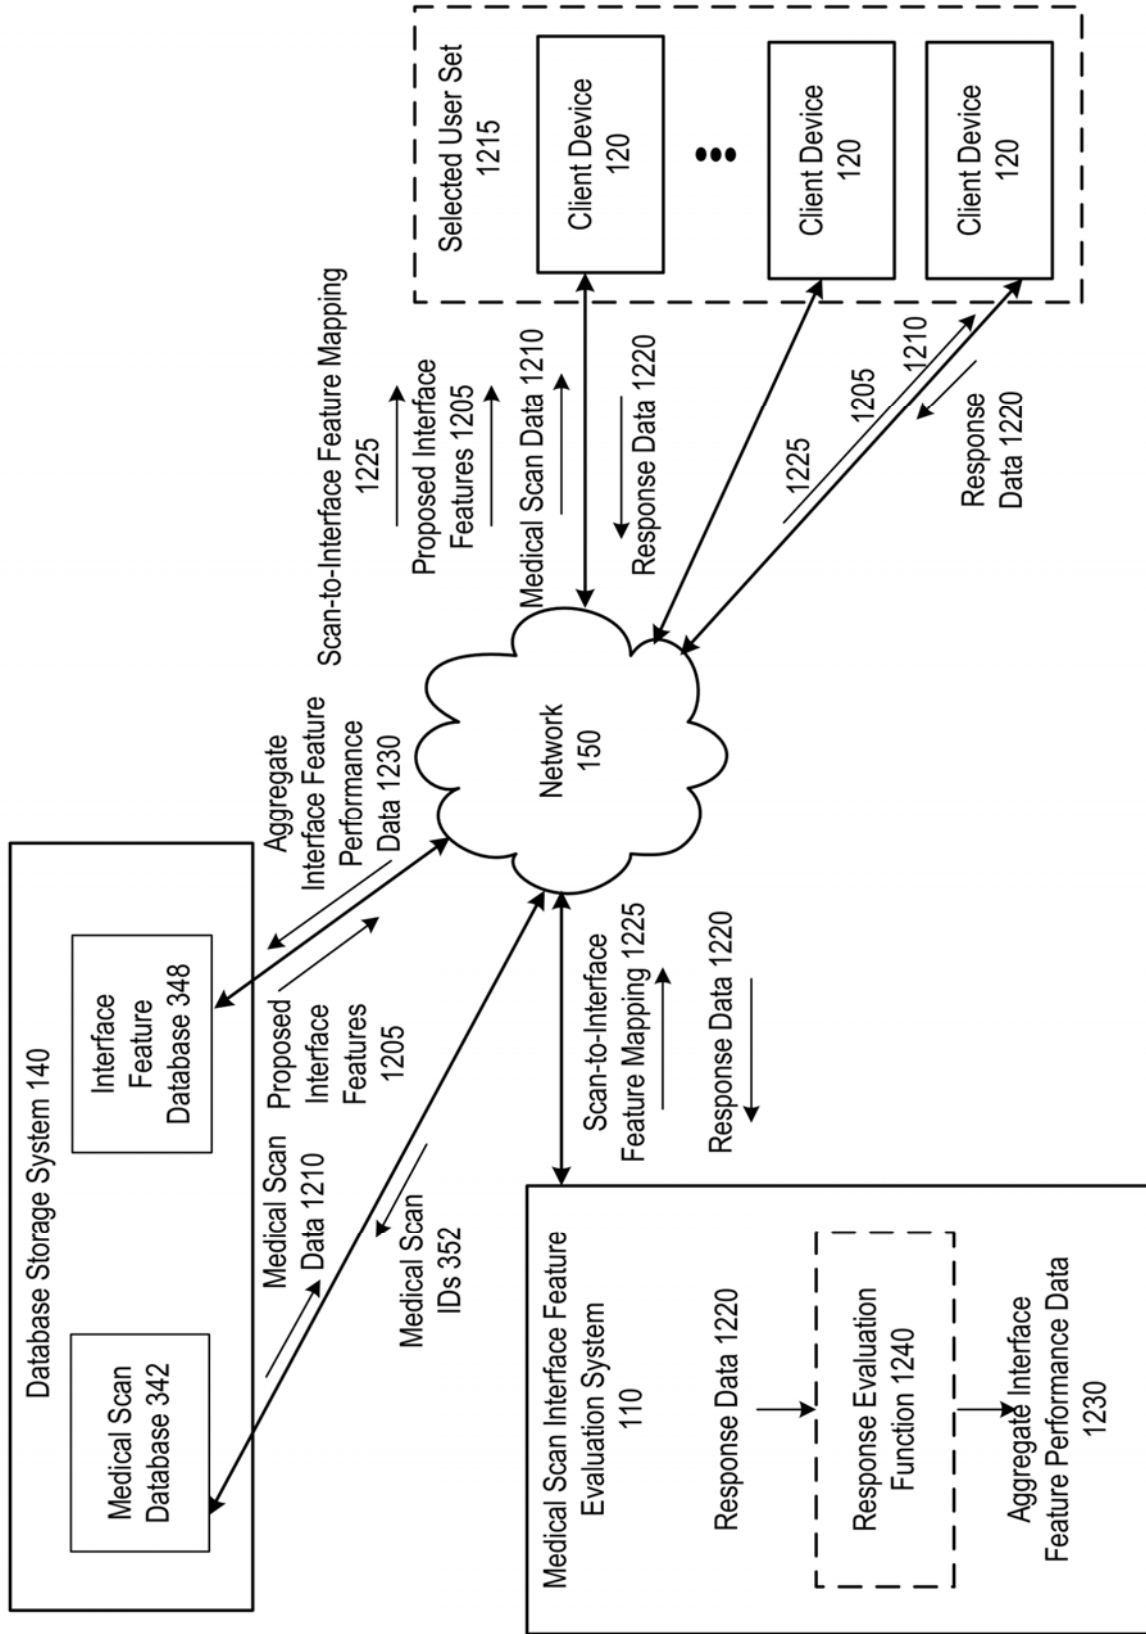 Database Storage System 140
Medical Scan
Database 342
Interface
Feature
Database 348
Medical Scan
Data 1210
Proposed
Interface
Features
1205
Aggregate
Interface Feature
Performance
Data 1230
Medical Scan
IDs 352
Scan-to-Interface Feature Mapping
1225
Proposed Interface
Features 1205
Medical Scan Data 1210
Response Data 1220
Selected User Set
1215
Client Device
120
Client Device
120
Client Device
120
1225
1205
1210
Response
Data 1220
Network
150
Scan-to-Interface
Feature Mapping 1225
Response Data 1220
Medical Scan Interface Feature
Evaluation System
110
Response Data 1220
Response Evaluation
Function 1240
Aggregate Interface
Feature Performance Data
1230